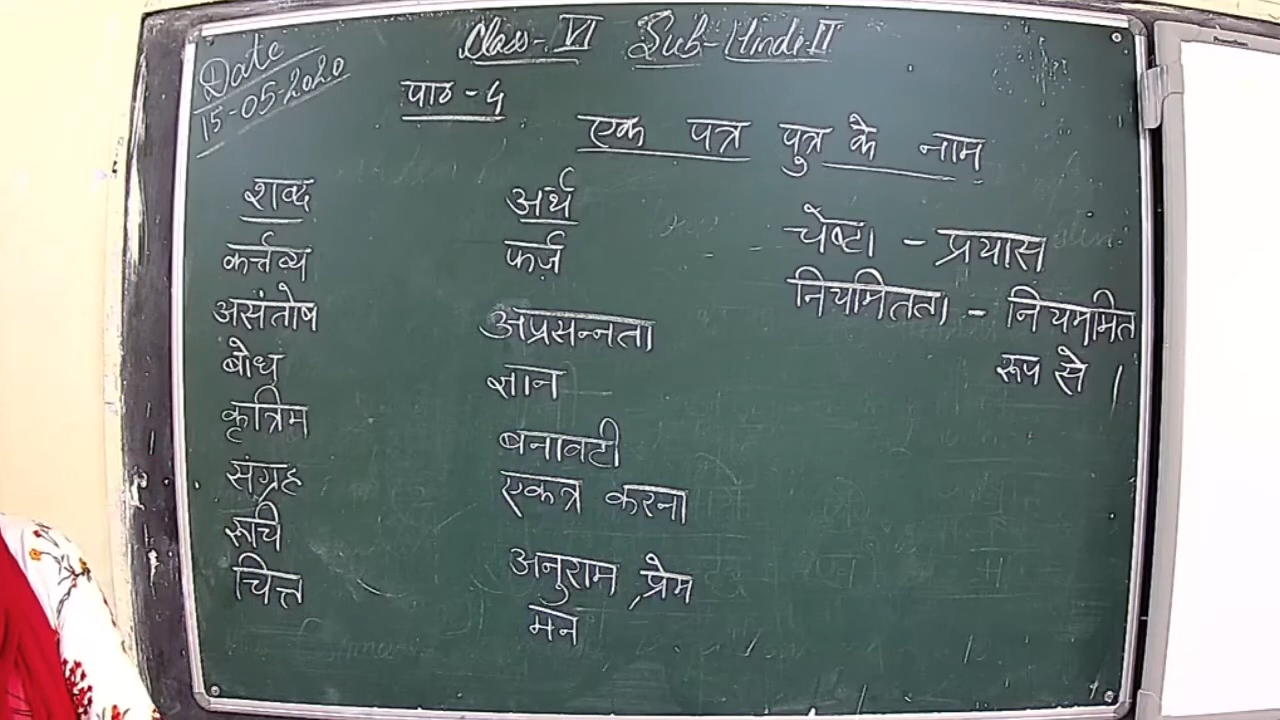 Date
15-05-2020
Class-VI Sub-Hindi-II
पाठ-5
एक पत्र पुत्र के नाम
शब्द अर्थ
कर्त्तव्य फर्ज़
असंतोष अप्रसन्नता
बोध ज्ञान
कृत्रिम बनावटी
संग्रह एकत्र करना
रूचि अनुराम प्रेम
चित्त मन
चेष्टा - प्रयास
नियमितता - नियममित
रूप से ।